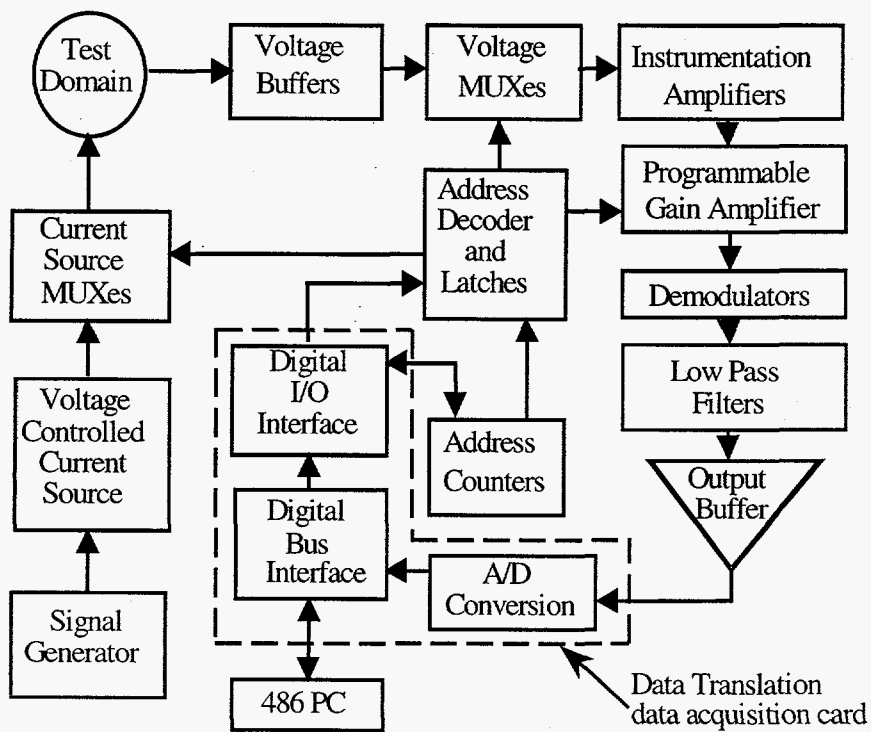 Test
Domain
Voltage
Buffers
Voltage
MUXes
Instrumentation
Amplifiers
Programmable
Gain Amplifier
Address
Decoder
and
Latches
Current
Source
MUXes
Demodulators
Low Pass
Filters
Digital
I/O
Interface
Voltage
Controlled
Current
Source
Address
Counters
Output
Buffer
Digital
Bus
Interface
A/D
Conversion
Signal
Generator
486 PC
Data Translation
data acquisition card